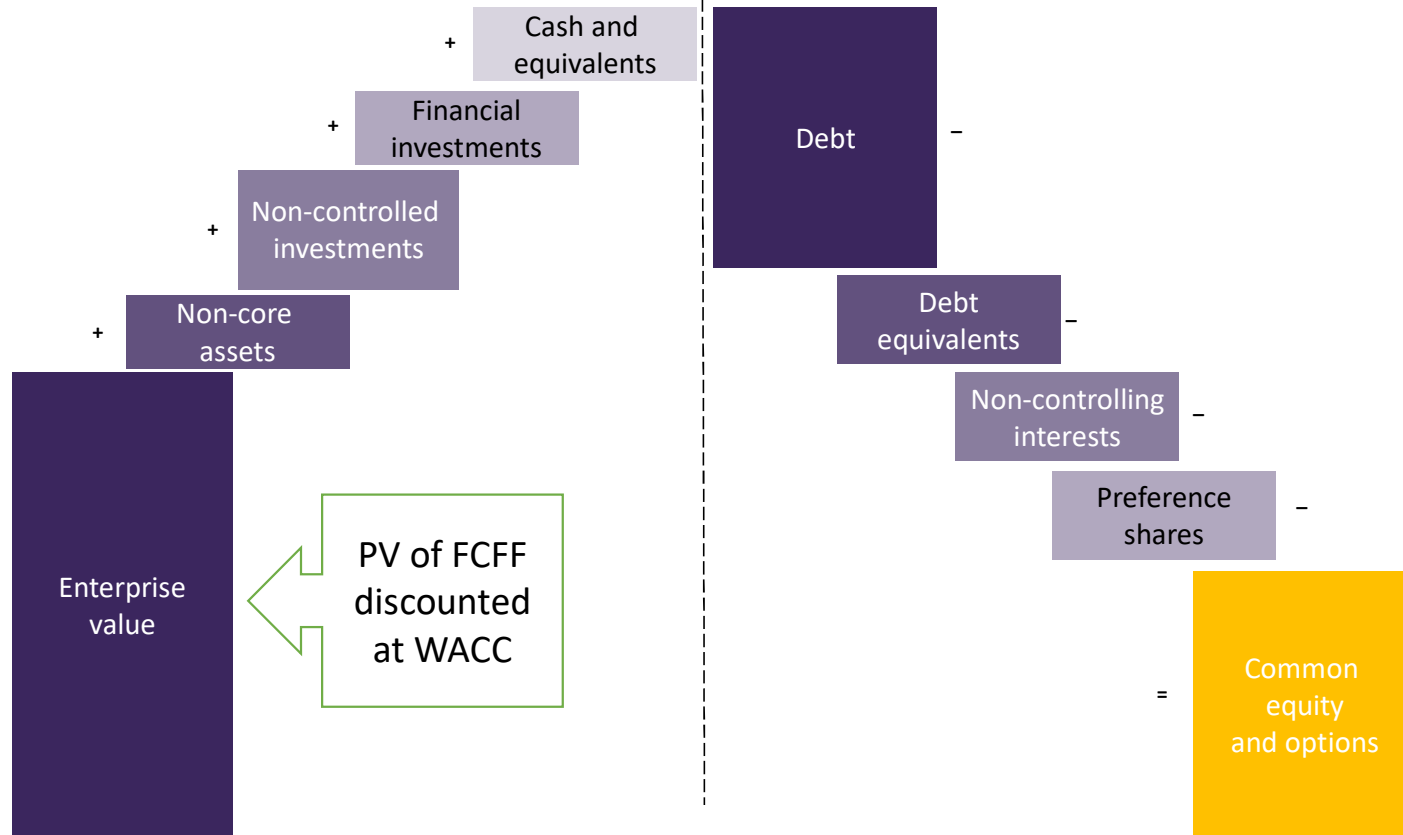 +
Cash and
equivalents
+
Financial
investments
+
Non-controlled
investments
+
Non-core
assets
Enterprise
value
PV of FCFF
discounted
at WACC
Debt
–
Debt
equivalents
–
Non-controlling
interests
–
Preference
shares
–
=
Common
equity
and options